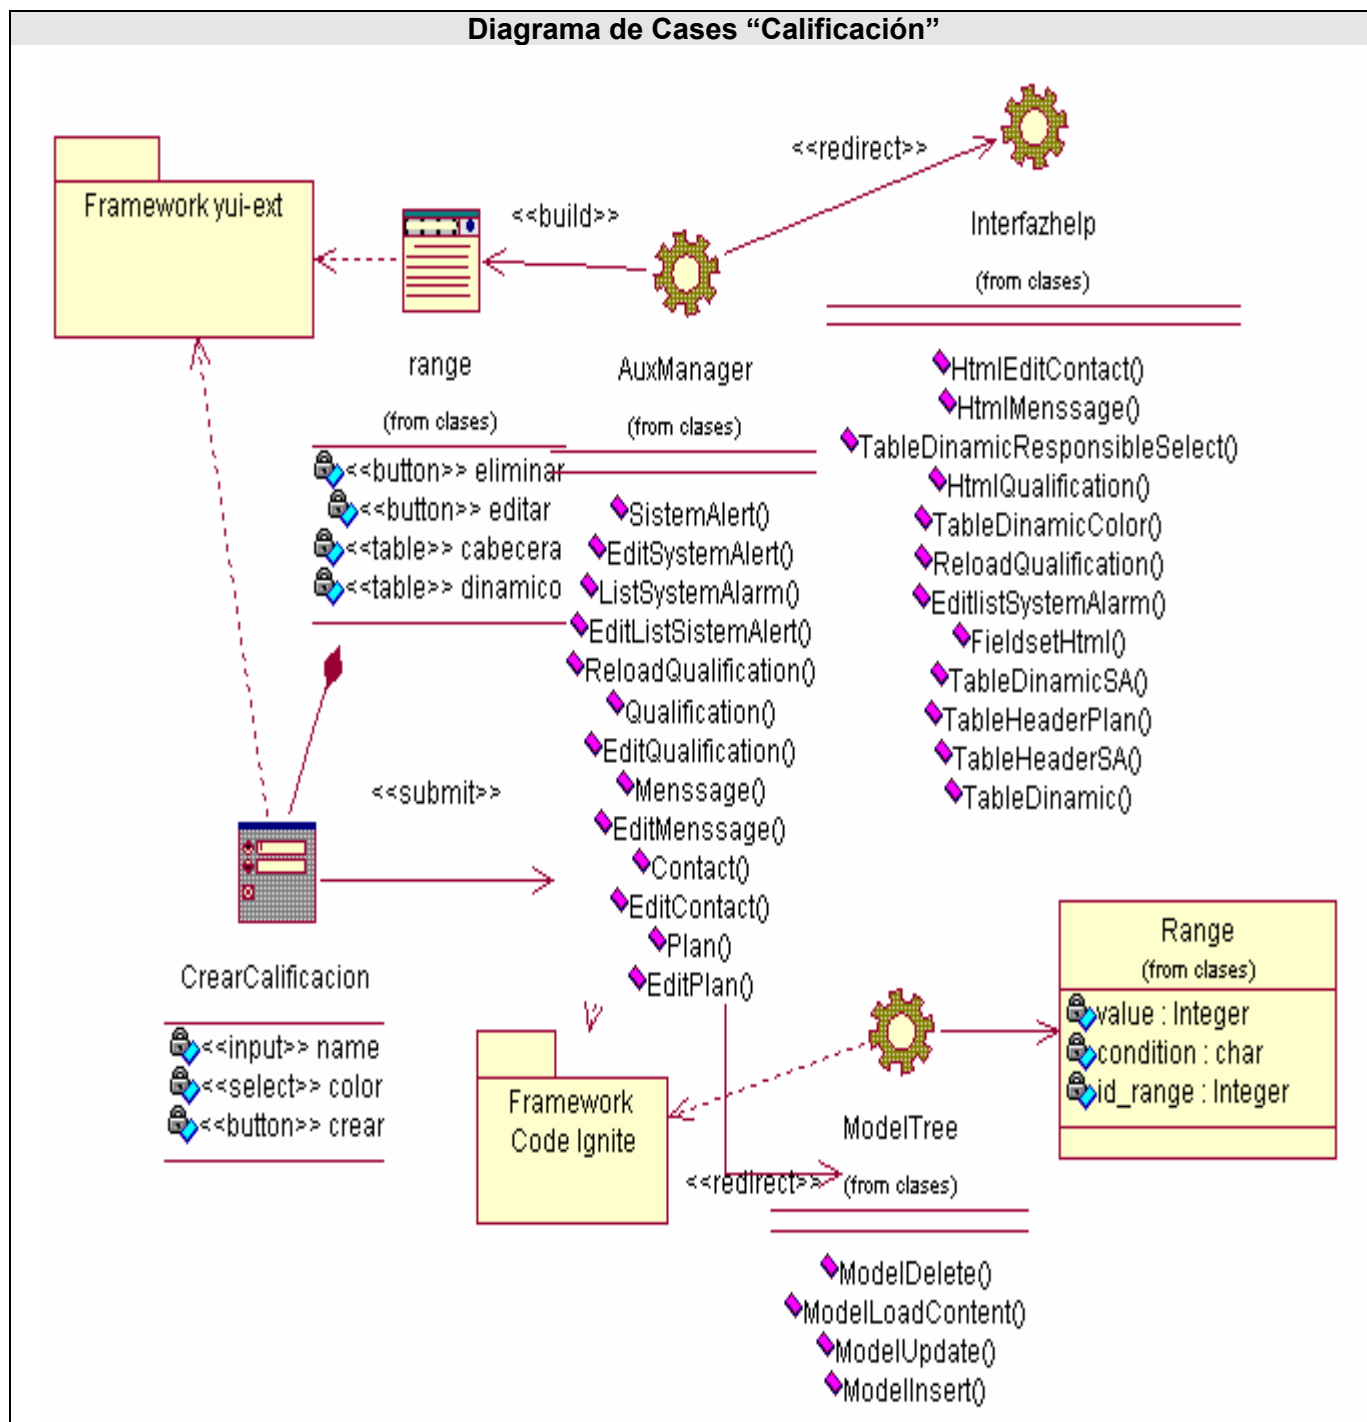 Diagrama de Cases “Calificación”
<<redirect>>
Framework yui-ext
<<build>>
Interfazhelp
(from clases)
range
(from clases)
AuxManager
(from clases)
HtmlEditContact()
HtmlMenssage()
TableDinamicResponsibleSelect()
HtmlQualification()
TableDinamicColor()
ReloadQualification()
EditlistSystemAlarm()
FieldsetHtml()
TableDinamicSA()
TableHeaderPlan()
TableHeaderSA()
TableDinamic()
<<button>> eliminar
<<button>> editar
<<table>> cabecera
<<table>> dinamico
SistemAlert()
EditSystemAlert()
ListSystemAlarm()
EditListSistemAlert()
ReloadQualification()
Qualification()
EditQualification()
Menssage()
EditMenssage()
Contact()
EditContact()
Plan()
EditPlan()
<<submit>>
CrearCalificacion
<<input>> name
<<select>> color
<<button>> crear
Framework
Code Ignite
<<redirect>>
ModelTree
(from clases)
ModelDelete()
ModelLoadContent()
ModelUpdate()
ModelInsert()
Range
(from clases)
value : Integer
condition : char
id_range : Integer